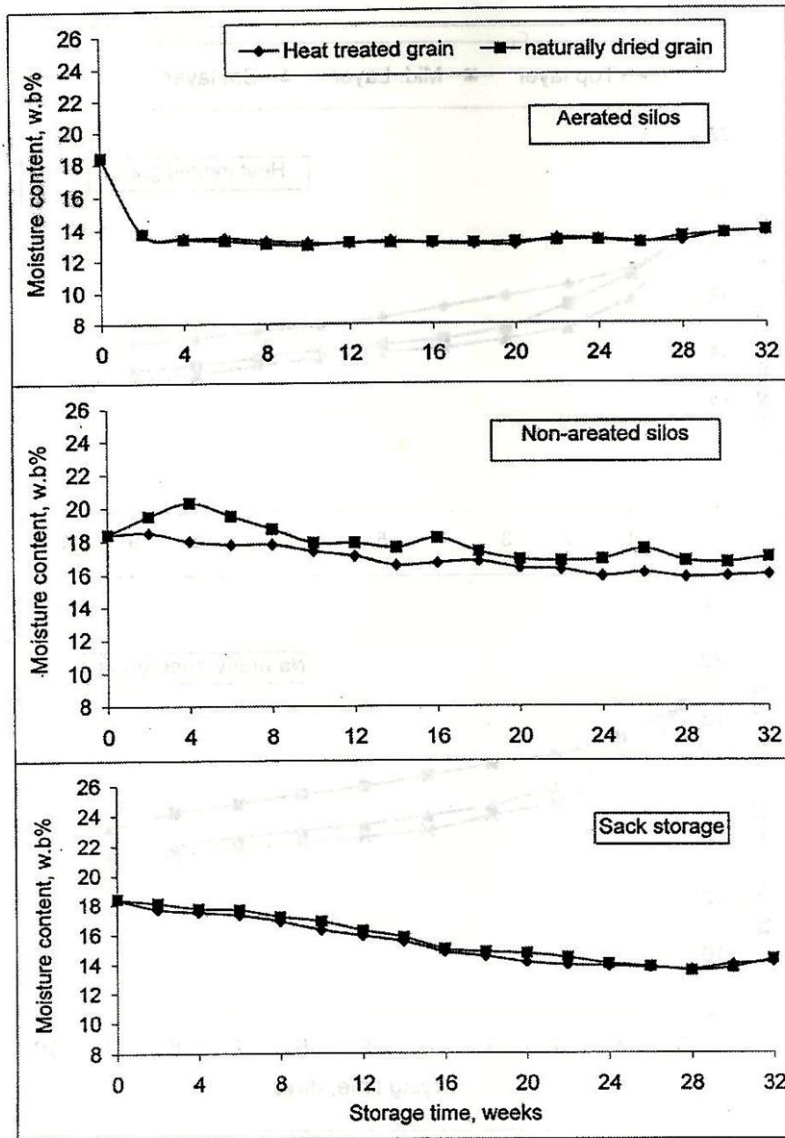 Heat treated grain naturally dried grain
Aerated silos
Moisture content, w.b%
26
24
22
20
18
16
14
12
10
8
0 4 8 12 16 20 24 28 32
Non-areated silos
Moisture content, w.b%
26
24
22
20
18
16
14
12
10
8
0 4 8 12 16 20 24 28 32
Sack storage
Moisture content, w.b%
26
24
22
20
18
16
14
12
10
8
0 4 8 12 16 20 24 28 32
Storage time, weeks